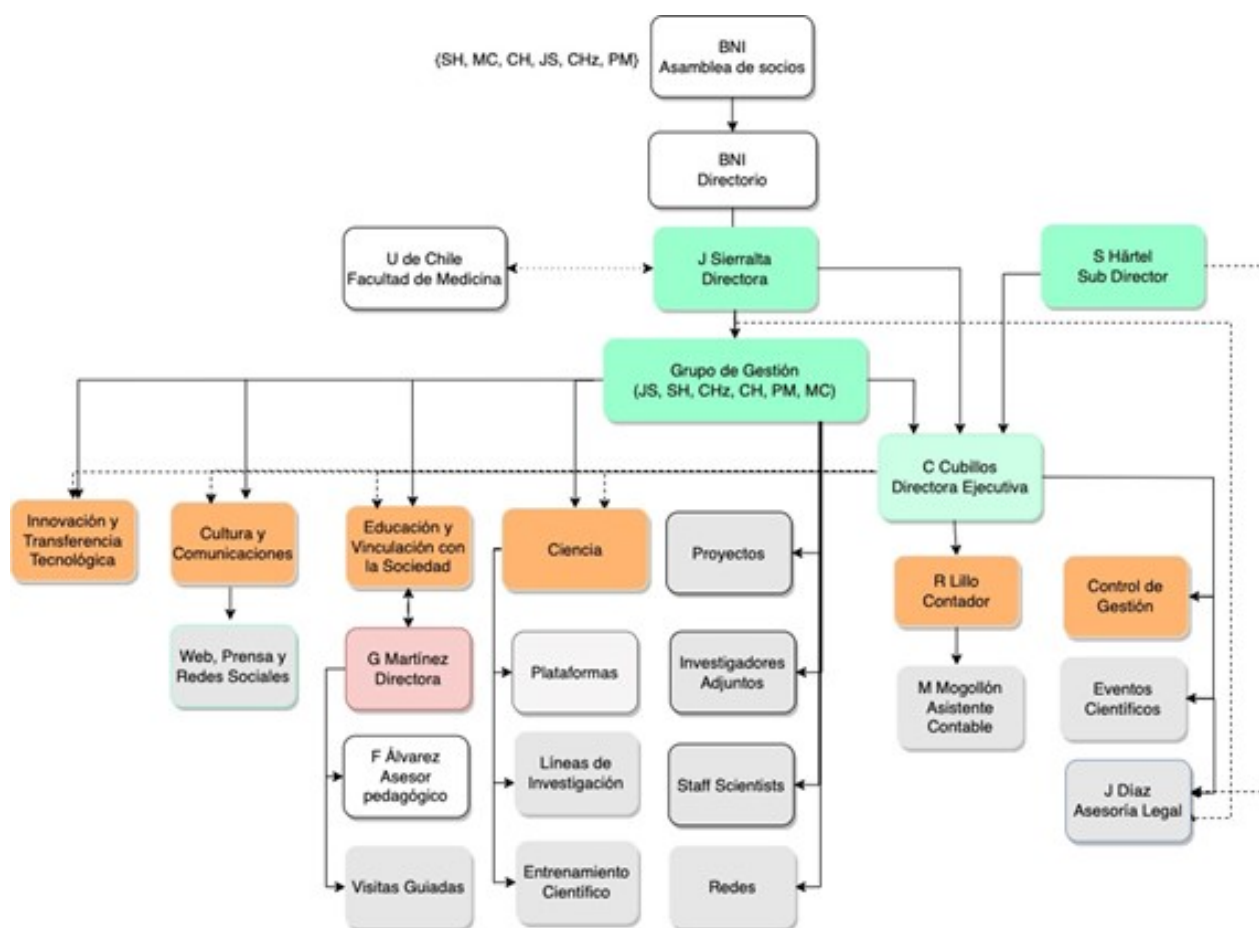 {SH, MC, CH, JS, CHz, PM}
BNI
Asamblea de socios
BNI
Directorio
U de Chile
Facultad de Medicina
J Sierralta
Directora
S Härtel
Sub Director
Grupo de Gestión
(JS, SH, CHz, CH, PM, MC)
C Cubillos
Directora Ejecutiva
Innovación y
Transferencia
Tecnológica
Cultura y
Comunicaciones
Educación y
Vinculación con
la Sociedad
Ciencia
Proyectos
R Lillo
Contador
Control de
Gestión
Web, Prensa y
Redes Sociales
G Martínez
Directora
Plataformas
Investigadores
Adjuntos
M Mogollón
Asistente
Contable
Eventos
Científicos
F Álvarez
Asesor
pedagógico
Líneas de
Investigación
Staff Scientists
J Díaz
Asesoría Legal
Visitas Guiadas
Entrenamiento
Científico
Redes